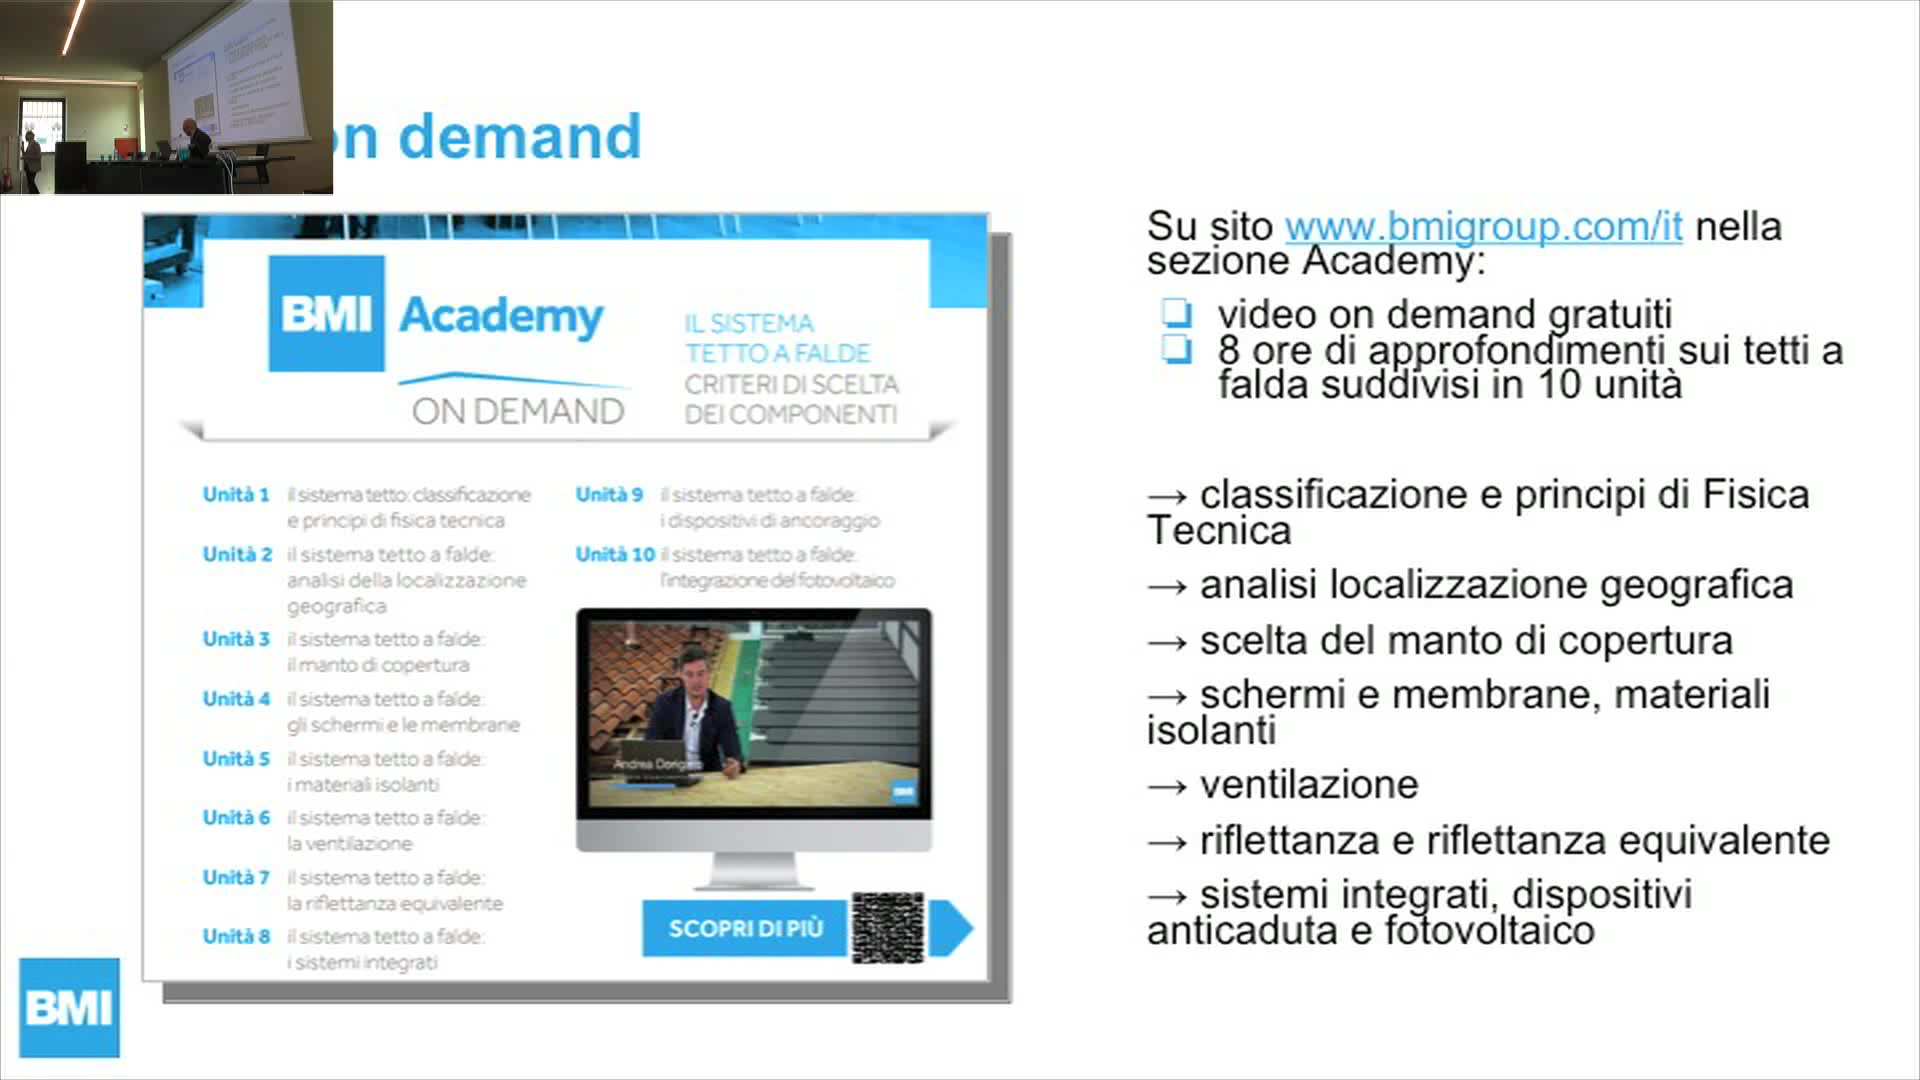 on demand
BMI Academy
ON DEMAND
IL SISTEMA
TETTO A FALDE
CRITERI DI SCELTA
DEI COMPONENTI
Unità 1 il sistema tetto: classificazione
e principi di fisica tecnica
Unità 2 il sistema tetto a falde:
analisi della localizzazione
geografica
Unità 3 il sistema tetto a falde:
il manto di copertura
Unità 4 il sistema tetto a falde:
gli schermi e le membrane
Unità 5 il sistema tetto a falde:
i materiali isolanti
Unità 6 il sistema tetto a falde:
la ventilazione
Unità 7 il sistema tetto a falde:
la riflettanza equivalente
Unità 8 il sistema tetto a falde:
i sistemi integrati
Unità 9 il sistema tetto a falde:
i dispositivi di ancoraggio
Unità 10 il sistema tetto a falde:
l'integrazione del fotovoltaico
Andrea
BMI
SCOPRI DI PIÙ
BMI
Su sito www.bmigroup.com/it nella
sezione Academy:
❏ video on demand gratuiti
❏ 8 ore di approfondimenti sui tetti a
falda suddivisi in 10 unità
→ classificazione e principi di Fisica
Tecnica
→ analisi localizzazione geografica
→ scelta del manto di copertura
→ schermi e membrane, materiali
isolanti
→ ventilazione
→ riflettanza e riflettanza equivalente
→ sistemi integrati, dispositivi
anticaduta e fotovoltaico